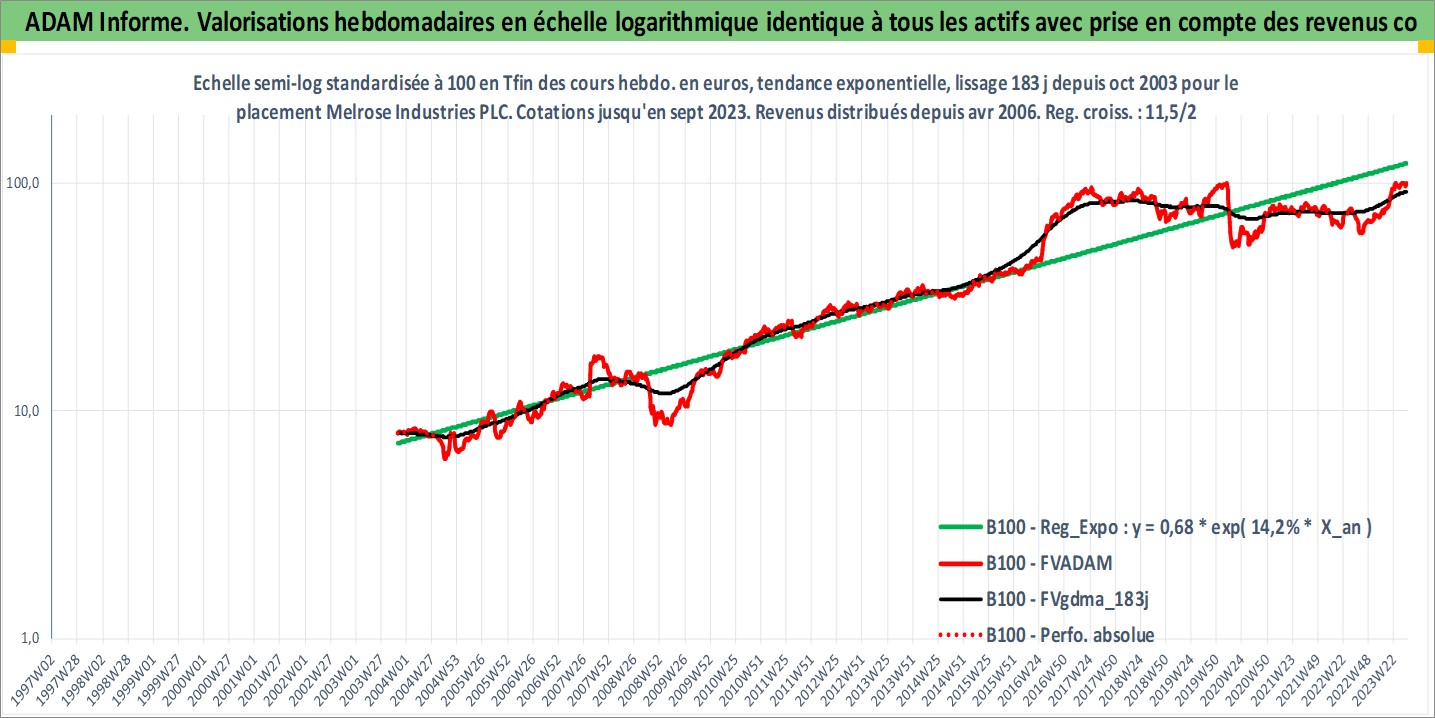 ADAM Informe. Valorisations hebdomadaires en échelle logarithmique identique à tous les actifs avec prise en compte des revenus co
Echelle semi-log standardisée à 100 en Tfin des cours hebdo. en euros, tendance exponentielle, lissage 183 j depuis oct 2003 pour le
placement Melrose Industries PLC. Cotations jusqu'en sept 2023. Revenus distribués depuis avr 2006. Reg. croiss. : 11,5/2
100,0
10,0
1,0
B100 - Reg_Expo : y = 0,68 * exp( 14,2% * X_an )
B100 - FVADAM
B100 - FVgdma_183j
B100 - Perfo. absolue
1997W02
1997W28
1998W02
1998W28
1999W01
1999W27
2000W01
2000W27
2001W01
2001W27
2002W01
2002W27
2003W01
2003W27
2004W01
2004W27
2004W53
2005W26
2005W52
2006W26
2006W52
2007W26
2007W52
2008W26
2008W52
2009W26
2009W52
2010W25
2010W51
2011W25
2011W51
2012W25
2012W51
2013W25
2013W51
2014W25
2014W51
2015W25
2015W51
2016W24
2016W50
2017W24
2017W50
2018W24
2018W50
2019W24
2019W50
2020W24
2020W50
2021W23
2021W49
2022W22
2022W48
2023W22